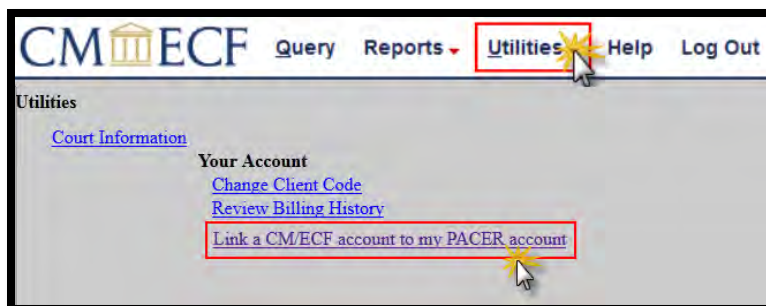 CM ECF Query Reports Utilities Help Log Out
Utilities
Court Information
Your Account
Change Client Code
Review Billing History
Link a CM/ECF account to my PACER account